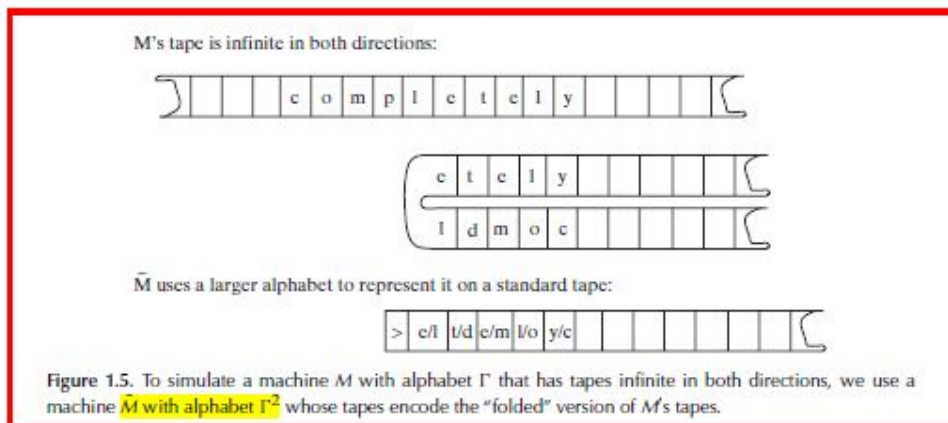 M's tape is infinite in both directions:
c o m p l e t e l y
e t e l y
l d m o c
M̄ uses a larger alphabet to represent it on a standard tape:
> e/l t/d e/m l/o y/c
Figure 1.5. To simulate a machine M with alphabet Γ that has tapes infinite in both directions, we use a
machine M̄ with alphabet Γ² whose tapes encode the "folded" version of M's tapes.